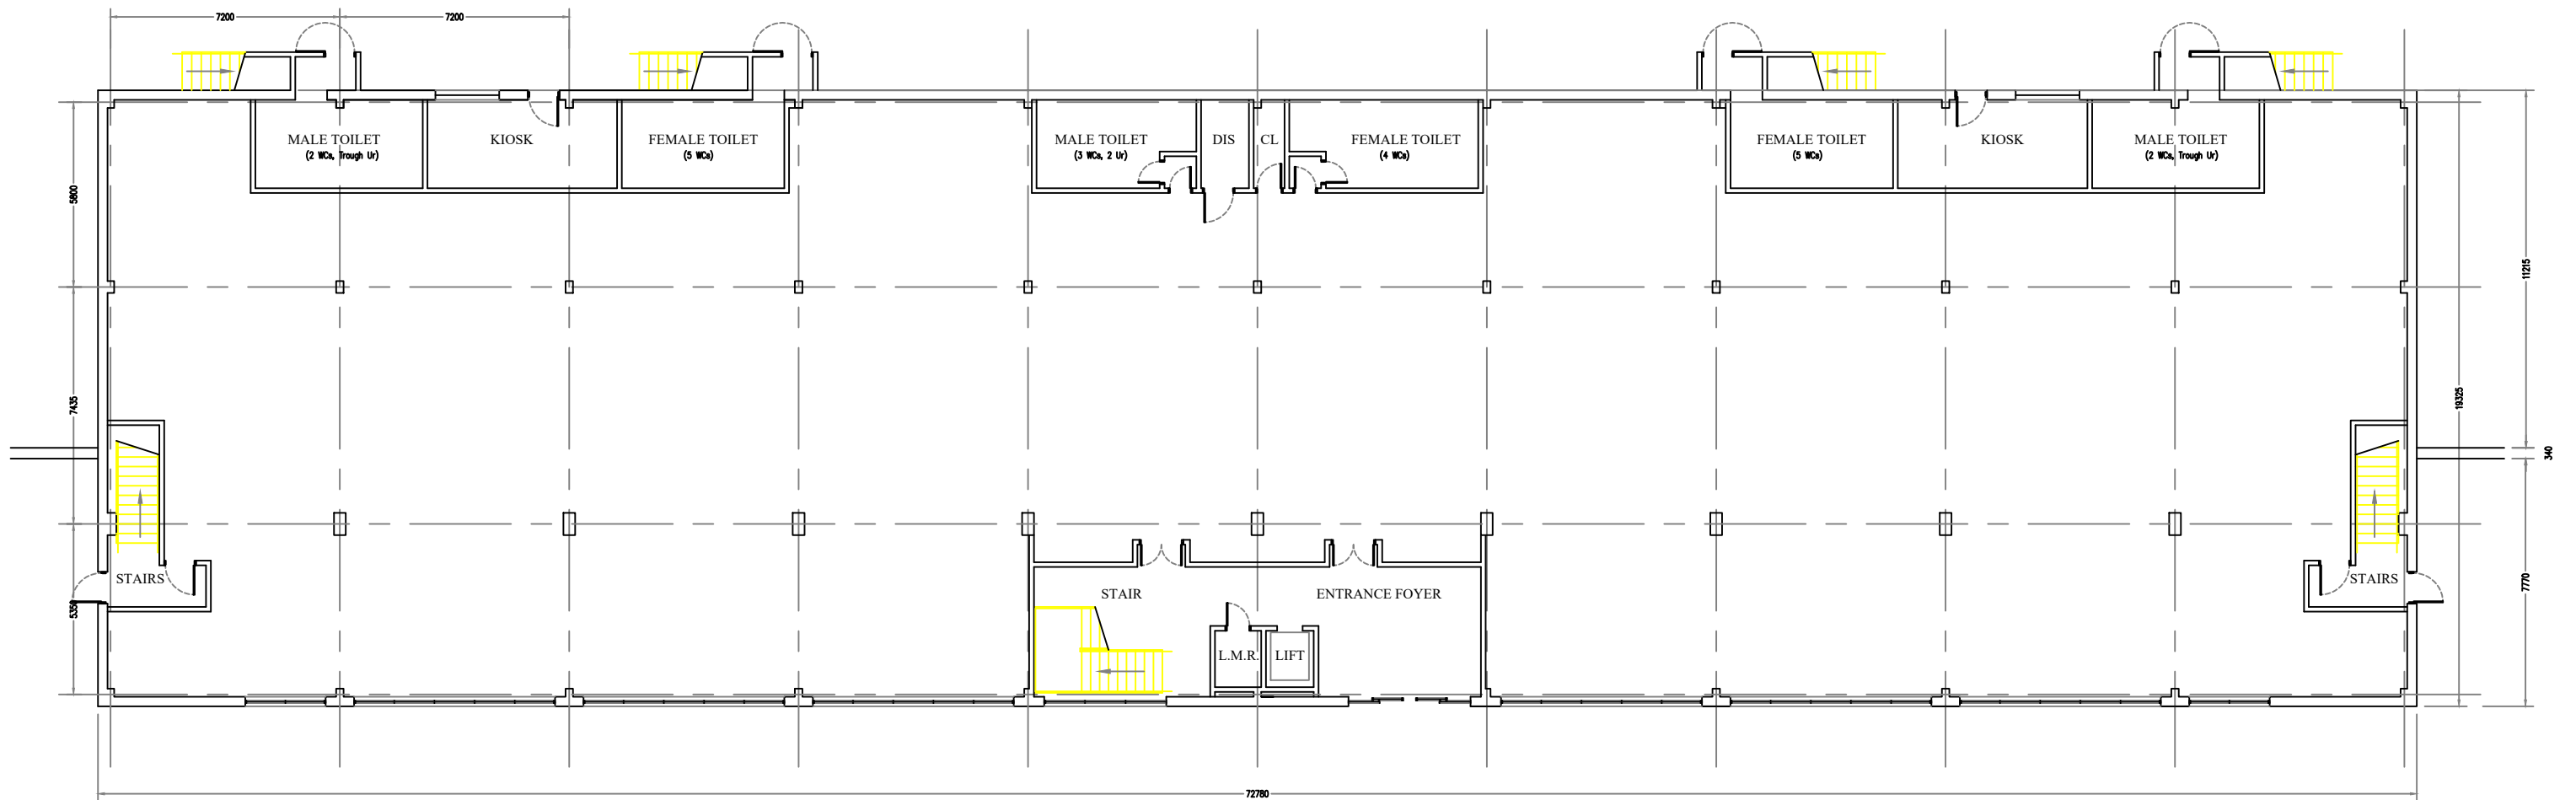 7200
7200
MALE TOILET
(2 WCs, Trough Ur)
KIOSK
FEMALE TOILET
(5 WCs)
MALE TOILET
(3 WCs, 2 Ur)
DIS
CL
FEMALE TOILET
(4 WCs)
FEMALE TOILET
(5 WCs)
KIOSK
MALE TOILET
(2 WCs, Trough Ur)
5800
11215
7435
19325
340
STAIRS
STAIR
ENTRANCE FOYER
STAIRS
7770
5350
L.M.R.
LIFT
72780